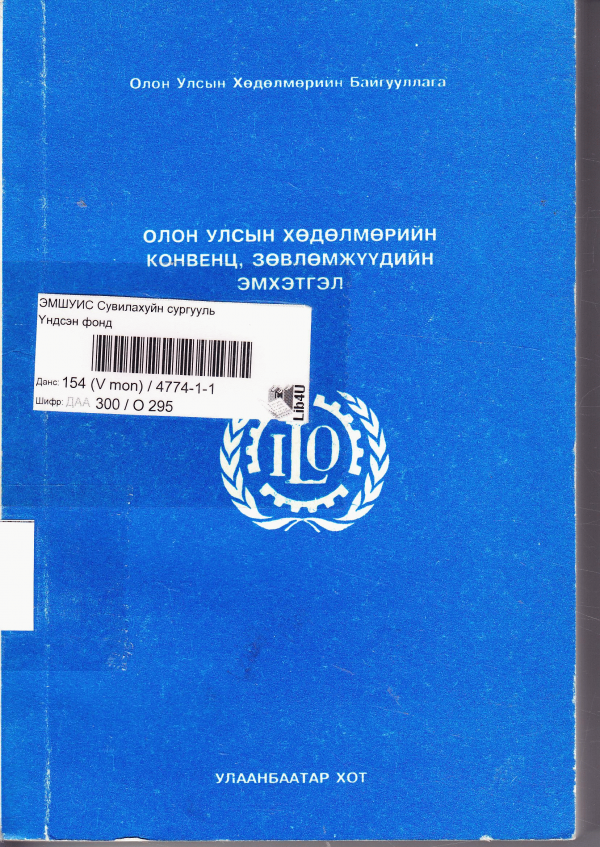 Олон Улсын Хөдөлмөрийн Байгууллага
ОЛОН УЛСЫН ХӨДӨЛМӨРИЙН
КОНВЕНЦ, ЗӨВЛӨМЖҮҮДИЙН
ЭМХЭТГЭЛ
ЭМШУИС Сувилахуйн сургууль
Үндсэн фонд
Данс: 154 (V mon) / 4774-1-1
Шифр: ДАА 300 / О 295
Lib4U
ILO
УЛААНБААТАР ХОТ